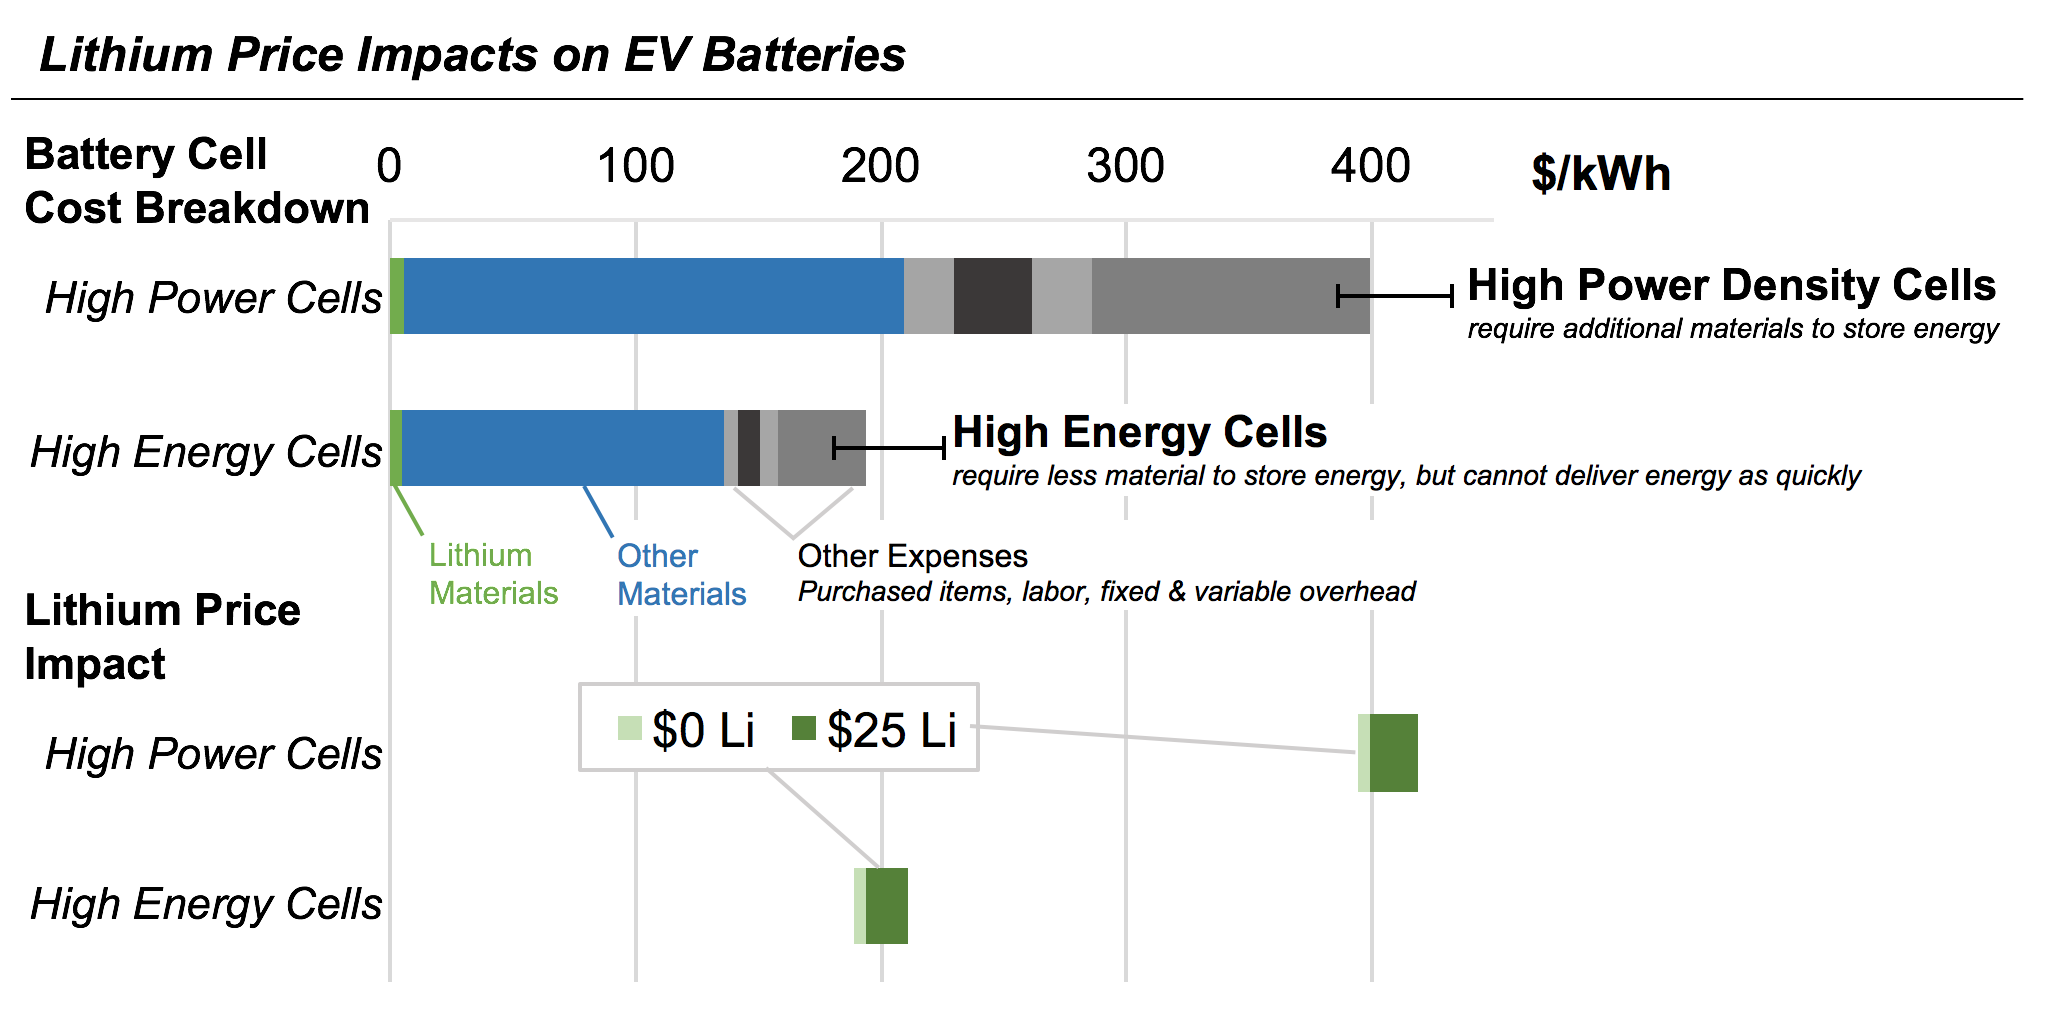 Lithium Price Impacts on EV Batteries
Battery Cell
Cost Breakdown
0 100 200 300 400 $/kWh
High Power Cells
High Power Density Cells
require additional materials to store energy
High Energy Cells
High Energy Cells
require less material to store energy, but cannot deliver energy as quickly
Lithium
Materials
Other
Materials
Other Expenses
Purchased items, labor, fixed & variable overhead
Lithium Price
Impact
$0 Li $25 Li
High Power Cells
High Energy Cells